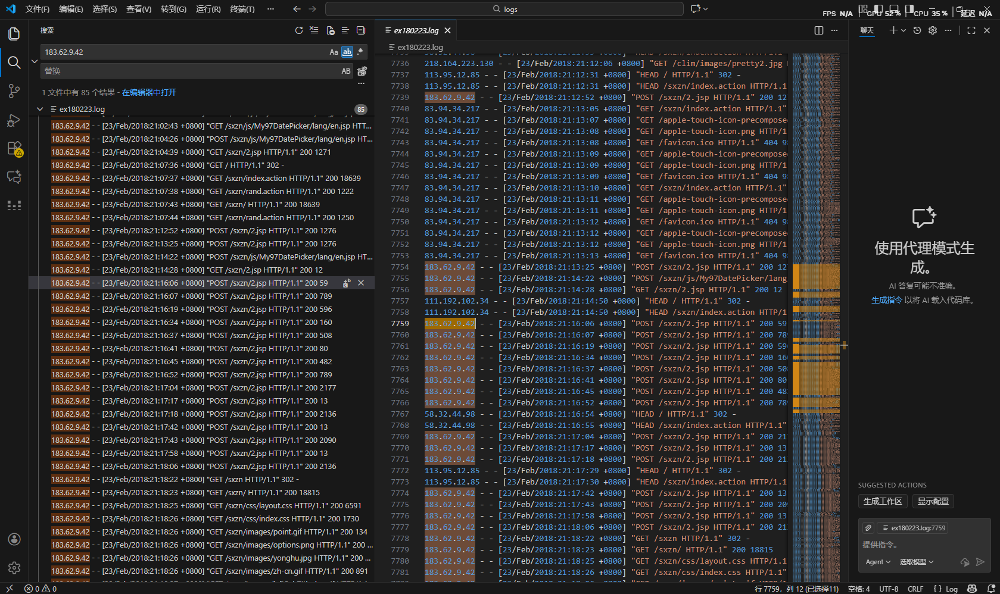 文件(F) 编辑(E) 选择(S) 查看(V) 转到(G) 运行(R) 终端(T) ··· logs
FPS N/A GPU 52 % CPU 35 % 延迟 N/A
搜索
183.62.9.42
替换
1 文件中有 85 个结果 - 在编辑器中打开
ex180223.log 85
183.62.9.42 - - [23/Feb/2018:21:02:43 +0800] "GET /sxzn/js/My97DatePicker/lang/en.jsp HTT...
183.62.9.42 - - [23/Feb/2018:21:04:26 +0800] "POST /sxzn/js/My97DatePicker/lang/en.jsp HT...
183.62.9.42 - - [23/Feb/2018:21:04:39 +0800] "GET /sxzn/2.jsp HTTP/1.1" 200 1271
183.62.9.42 - - [23/Feb/2018:21:07:36 +0800] "GET / HTTP/1.1" 302 -
183.62.9.42 - - [23/Feb/2018:21:07:37 +0800] "GET /sxzn/index.action HTTP/1.1" 200 18639
183.62.9.42 - - [23/Feb/2018:21:07:38 +0800] "GET /sxzn/rand.action HTTP/1.1" 200 1222
183.62.9.42 - - [23/Feb/2018:21:07:43 +0800] "GET /sxzn/ HTTP/1.1" 200 18639
183.62.9.42 - - [23/Feb/2018:21:07:44 +0800] "GET /sxzn/rand.action HTTP/1.1" 200 1250
183.62.9.42 - - [23/Feb/2018:21:12:52 +0800] "POST /sxzn/2.jsp HTTP/1.1" 200 1276
183.62.9.42 - - [23/Feb/2018:21:13:25 +0800] "POST /sxzn/2.jsp HTTP/1.1" 200 1276
183.62.9.42 - - [23/Feb/2018:21:14:22 +0800] "POST /sxzn/js/My97DatePicker/lang/en.jsp HT...
183.62.9.42 - - [23/Feb/2018:21:14:28 +0800] "GET /sxzn/2.jsp HTTP/1.1" 200 12
183.62.9.42 - - [23/Feb/2018:21:16:06 +0800] "POST /sxzn/2.jsp HTTP/1.1" 200 59
183.62.9.42 - - [23/Feb/2018:21:16:07 +0800] "POST /sxzn/2.jsp HTTP/1.1" 200 789
183.62.9.42 - - [23/Feb/2018:21:16:19 +0800] "POST /sxzn/2.jsp HTTP/1.1" 200 596
183.62.9.42 - - [23/Feb/2018:21:16:34 +0800] "POST /sxzn/2.jsp HTTP/1.1" 200 160
183.62.9.42 - - [23/Feb/2018:21:16:37 +0800] "POST /sxzn/2.jsp HTTP/1.1" 200 508
183.62.9.42 - - [23/Feb/2018:21:16:41 +0800] "POST /sxzn/2.jsp HTTP/1.1" 200 80
183.62.9.42 - - [23/Feb/2018:21:16:45 +0800] "POST /sxzn/2.jsp HTTP/1.1" 200 482
183.62.9.42 - - [23/Feb/2018:21:16:52 +0800] "POST /sxzn/2.jsp HTTP/1.1" 200 789
183.62.9.42 - - [23/Feb/2018:21:17:04 +0800] "POST /sxzn/2.jsp HTTP/1.1" 200 2177
183.62.9.42 - - [23/Feb/2018:21:17:17 +0800] "POST /sxzn/2.jsp HTTP/1.1" 200 13
183.62.9.42 - - [23/Feb/2018:21:17:18 +0800] "POST /sxzn/2.jsp HTTP/1.1" 200 2136
183.62.9.42 - - [23/Feb/2018:21:17:42 +0800] "POST /sxzn/2.jsp HTTP/1.1" 200 13
183.62.9.42 - - [23/Feb/2018:21:17:43 +0800] "POST /sxzn/2.jsp HTTP/1.1" 200 2090
183.62.9.42 - - [23/Feb/2018:21:17:58 +0800] "POST /sxzn/2.jsp HTTP/1.1" 200 13
183.62.9.42 - - [23/Feb/2018:21:18:06 +0800] "POST /sxzn/2.jsp HTTP/1.1" 200 2136
183.62.9.42 - - [23/Feb/2018:21:18:22 +0800] "GET /sxzn HTTP/1.1" 302 -
183.62.9.42 - - [23/Feb/2018:21:18:23 +0800] "GET /sxzn/ HTTP/1.1" 200 18815
183.62.9.42 - - [23/Feb/2018:21:18:25 +0800] "GET /sxzn/css/layout.css HTTP/1.1" 200 6591
183.62.9.42 - - [23/Feb/2018:21:18:26 +0800] "GET /sxzn/css/index.css HTTP/1.1" 200 1730
183.62.9.42 - - [23/Feb/2018:21:18:26 +0800] "GET /sxzn/images/point.gif HTTP/1.1" 200 134
183.62.9.42 - - [23/Feb/2018:21:18:26 +0800] "GET /sxzn/images/options.png HTTP/1.1" 200 ...
183.62.9.42 - - [23/Feb/2018:21:18:26 +0800] "GET /sxzn/images/yonghu.jpg HTTP/1.1" 200 ...
183.62.9.42 - - [23/Feb/2018:21:18:26 +0800] "GET /sxzn/images/zh-cn.gif HTTP/1.1" 200 891
ex180223.log
ex180223.log
7736 218.164.223.130 - - [23/Feb/2018:21:12:06 +0800] "GET /clim/images/pretty2.jpg
7737 113.95.12.85 - - [23/Feb/2018:21:12:31 +0800] "HEAD / HTTP/1.1" 302 -
7738 113.95.12.85 - - [23/Feb/2018:21:12:31 +0800] "HEAD /sxzn/index.action HTTP/1.1
7739 183.62.9.42 - - [23/Feb/2018:21:12:52 +0800] "POST /sxzn/2.jsp HTTP/1.1" 200 127
7740 83.94.34.217 - - [23/Feb/2018:21:13:05 +0800] "GET /sxzn/index.action HTTP/1.1"
7741 83.94.34.217 - - [23/Feb/2018:21:13:07 +0800] "GET /apple-touch-icon-precompose
7742 83.94.34.217 - - [23/Feb/2018:21:13:08 +0800] "GET /apple-touch-icon.png HTTP/1
7743 83.94.34.217 - - [23/Feb/2018:21:13:08 +0800] "GET /favicon.ico HTTP/1.1" 404 98
7744 83.94.34.217 - - [23/Feb/2018:21:13:09 +0800] "GET /apple-touch-icon-precompose
7745 83.94.34.217 - - [23/Feb/2018:21:13:09 +0800] "GET /apple-touch-icon.png HTTP/1
7746 83.94.34.217 - - [23/Feb/2018:21:13:09 +0800] "GET /favicon.ico HTTP/1.1" 404 98
7747 83.94.34.217 - - [23/Feb/2018:21:13:10 +0800] "GET /sxzn/index.action HTTP/1.1"
7748 83.94.34.217 - - [23/Feb/2018:21:13:11 +0800] "GET /apple-touch-icon-precompose
7749 83.94.34.217 - - [23/Feb/2018:21:13:11 +0800] "GET /apple-touch-icon.png HTTP/1
7750 83.94.34.217 - - [23/Feb/2018:21:13:12 +0800] "GET /favicon.ico HTTP/1.1" 404 98
7751 83.94.34.217 - - [23/Feb/2018:21:13:12 +0800] "GET /apple-touch-icon-precompose
7752 83.94.34.217 - - [23/Feb/2018:21:13:12 +0800] "GET /apple-touch-icon.png HTTP/1
7753 83.94.34.217 - - [23/Feb/2018:21:13:13 +0800] "GET /favicon.ico HTTP/1.1" 404 98
7754 183.62.9.42 - - [23/Feb/2018:21:13:25 +0800] "POST /sxzn/2.jsp HTTP/1.1" 200 12
7755 183.62.9.42 - - [23/Feb/2018:21:14:22 +0800] "POST /sxzn/js/My97DatePicker/lang
7756 183.62.9.42 - - [23/Feb/2018:21:14:28 +0800] "GET /sxzn/2.jsp HTTP/1.1" 200 12
7757 111.192.102.34 - - [23/Feb/2018:21:14:50 +0800] "HEAD / HTTP/1.1" 302 -
7758 111.192.102.34 - - [23/Feb/2018:21:14:50 +0800] "HEAD /sxzn/index.action HTTP/1.
7759 183.62.9.42 - - [23/Feb/2018:21:16:06 +0800] "POST /sxzn/2.jsp HTTP/1.1" 200 59
7760 183.62.9.42 - - [23/Feb/2018:21:16:07 +0800] "POST /sxzn/2.jsp HTTP/1.1" 200 789
7761 183.62.9.42 - - [23/Feb/2018:21:16:19 +0800] "POST /sxzn/2.jsp HTTP/1.1" 200 596
7762 183.62.9.42 - - [23/Feb/2018:21:16:34 +0800] "POST /sxzn/2.jsp HTTP/1.1" 200 160
7763 183.62.9.42 - - [23/Feb/2018:21:16:37 +0800] "POST /sxzn/2.jsp HTTP/1.1" 200 508
7764 183.62.9.42 - - [23/Feb/2018:21:16:41 +0800] "POST /sxzn/2.jsp HTTP/1.1" 200 80
7765 183.62.9.42 - - [23/Feb/2018:21:16:45 +0800] "POST /sxzn/2.jsp HTTP/1.1" 200 482
7766 183.62.9.42 - - [23/Feb/2018:21:16:52 +0800] "POST /sxzn/2.jsp HTTP/1.1" 200 789
7767 58.32.44.98 - - [23/Feb/2018:21:16:54 +0800] "HEAD / HTTP/1.1" 302 -
7768 58.32.44.98 - - [23/Feb/2018:21:16:55 +0800] "HEAD /sxzn/index.action HTTP/1.1"
7769 183.62.9.42 - - [23/Feb/2018:21:17:04 +0800] "POST /sxzn/2.jsp HTTP/1.1" 200 21
7770 183.62.9.42 - - [23/Feb/2018:21:17:17 +0800] "POST /sxzn/2.jsp HTTP/1.1" 200 13
7771 183.62.9.42 - - [23/Feb/2018:21:17:18 +0800] "POST /sxzn/2.jsp HTTP/1.1" 200 21
7772 113.95.12.85 - - [23/Feb/2018:21:17:29 +0800] "HEAD / HTTP/1.1" 302 -
7773 113.95.12.85 - - [23/Feb/2018:21:17:30 +0800] "HEAD /sxzn/index.action HTTP/1.1
7774 183.62.9.42 - - [23/Feb/2018:21:17:42 +0800] "POST /sxzn/2.jsp HTTP/1.1" 200 13
7775 183.62.9.42 - - [23/Feb/2018:21:17:43 +0800] "POST /sxzn/2.jsp HTTP/1.1" 200 209
7776 183.62.9.42 - - [23/Feb/2018:21:17:58 +0800] "POST /sxzn/2.jsp HTTP/1.1" 200 13
7777 183.62.9.42 - - [23/Feb/2018:21:18:06 +0800] "POST /sxzn/2.jsp HTTP/1.1" 200 21
7778 183.62.9.42 - - [23/Feb/2018:21:18:22 +0800] "GET /sxzn HTTP/1.1" 302 -
7779 183.62.9.42 - - [23/Feb/2018:21:18:23 +0800] "GET /sxzn/ HTTP/1.1" 200 18815
7780 183.62.9.42 - - [23/Feb/2018:21:18:25 +0800] "GET /sxzn/css/layout.css HTTP/1.1
7781 183.62.9.42 - - [23/Feb/2018:21:18:26 +0800] "GET /sxzn/css/index.css HTTP/1.1
聊天
使用代理模式生
成。
AI 答复可能不准确。
生成指令 以将 AI 载入代码库。
SUGGESTED ACTIONS
生成工作区 显示配置
ex180223.log:7759
提供指令。
Agent 选取模型
0 0 行 7759，列 12 (已选择11) 空格: 4 UTF-8 CRLF { } Log